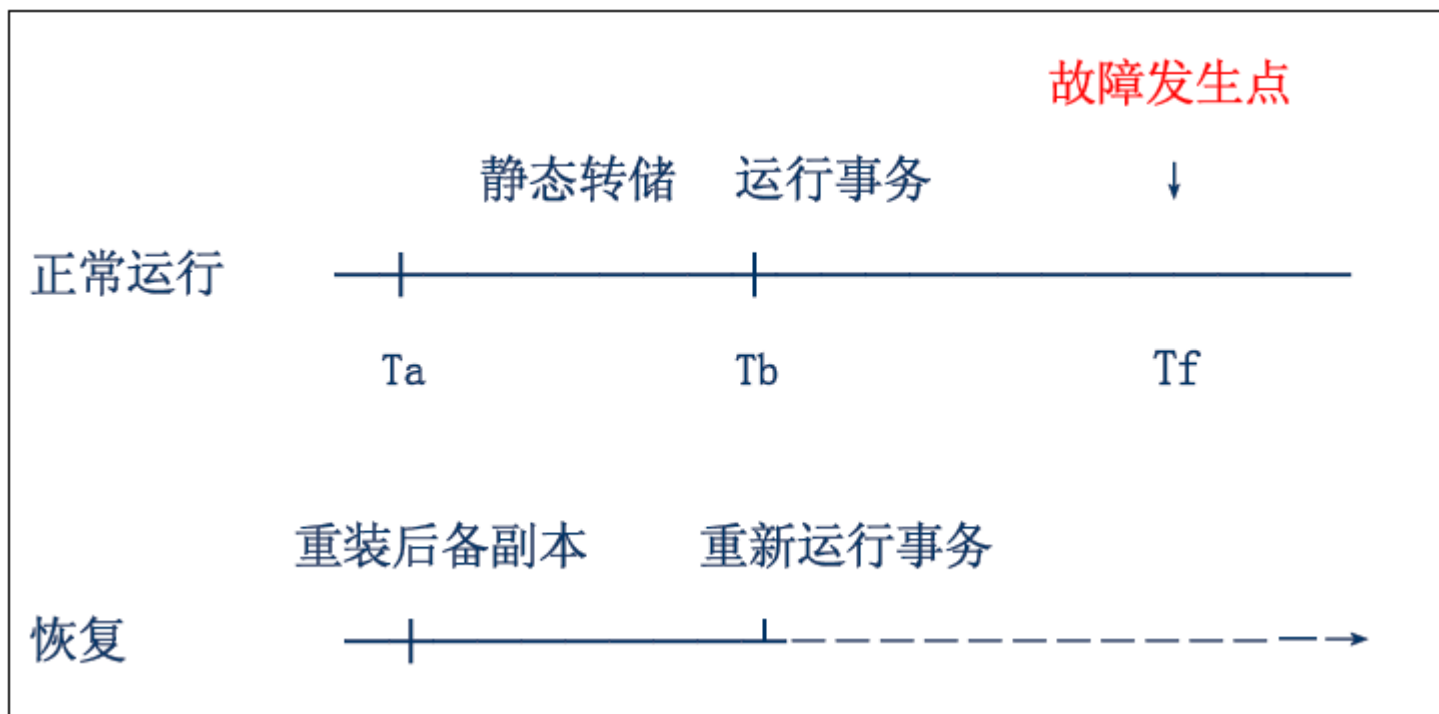 故障发生点
静态转储 运行事务
正常运行
Ta Tb Tf
重装后备副本 重新运行事务
恢复